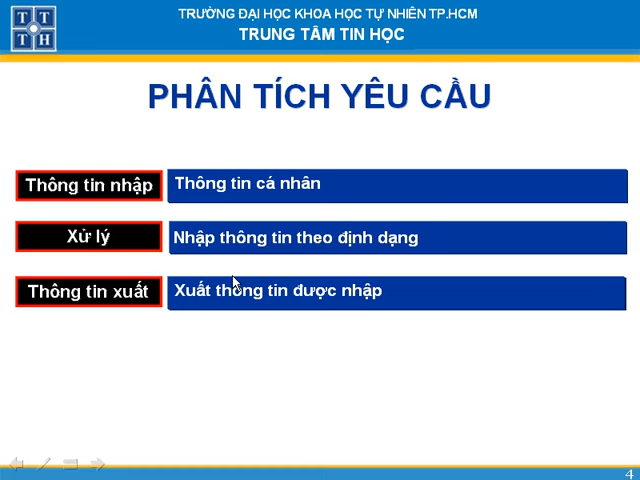 TRƯỜNG ĐẠI HỌC KHOA HỌC TỰ NHIÊN TP.HCM
TRUNG TÂM TIN HỌC
T T
T H
PHÂN TÍCH YÊU CẦU
Thông tin nhập Thông tin cá nhân
Xử lý Nhập thông tin theo định dạng
Thông tin xuất Xuất thông tin được nhập
4